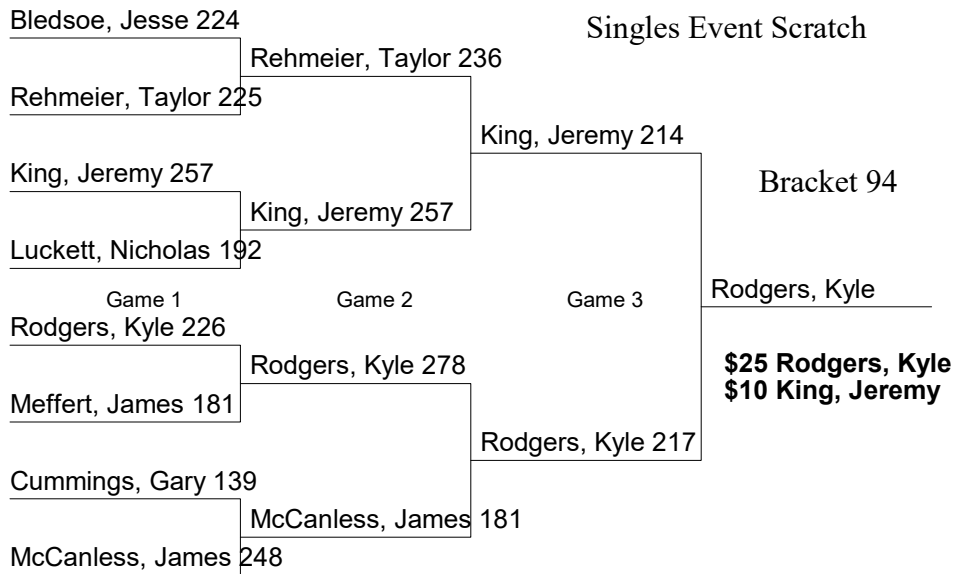 Bledsoe, Jesse 224
Singles Event Scratch
Rehmeier, Taylor 236
Rehmeier, Taylor 225
King, Jeremy 214
King, Jeremy 257
Bracket 94
King, Jeremy 257
Luckett, Nicholas 192
Game 1
Game 2
Game 3
Rodgers, Kyle
Rodgers, Kyle 226
Rodgers, Kyle 278
$25 Rodgers, Kyle
$10 King, Jeremy
Meffert, James 181
Rodgers, Kyle 217
Cummings, Gary 139
McCanless, James 181
McCanless, James 248